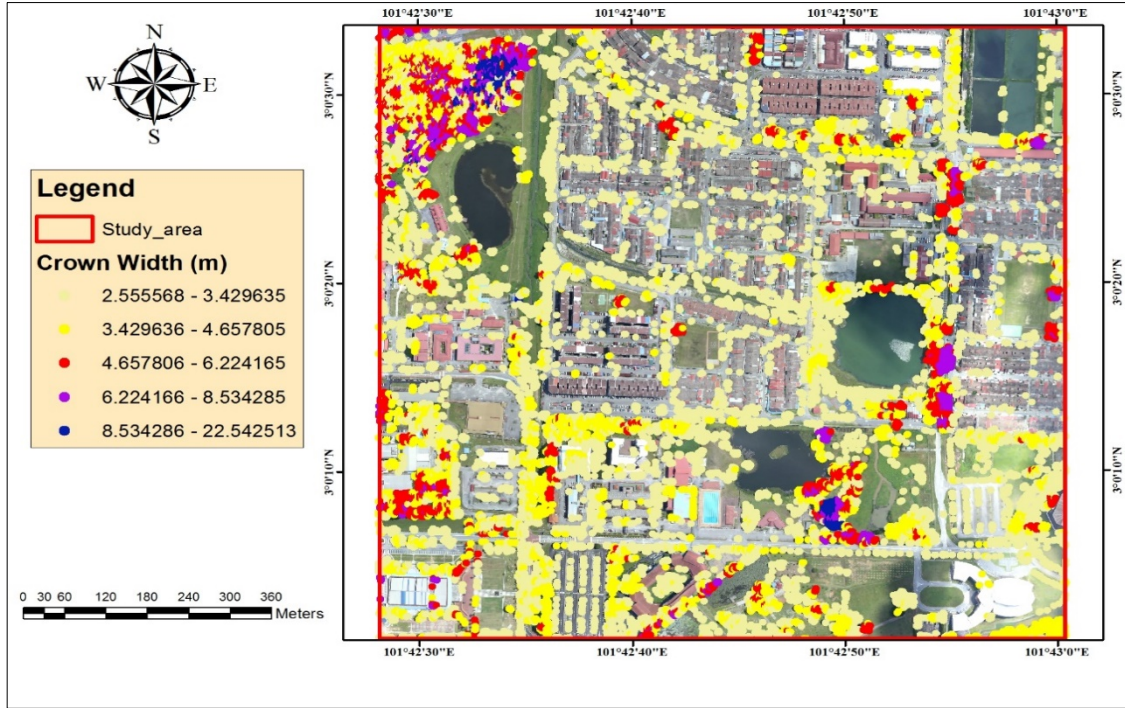 101°42'30"E 101°42'40"E 101°42'50"E 101°43'0"E
N
W E
S
3°0'30"N 3°0'30"N
Legend
Study_area
Crown Width (m)
2.555568 - 3.429635
3.429636 - 4.657805
4.657806 - 6.224165
6.224166 - 8.534285
8.534286 - 22.542513
3°0'20"N 3°0'20"N
3°0'10"N 3°0'10"N
0 30 60 120 180 240 300 360
Meters
101°42'30"E 101°42'40"E 101°42'50"E 101°43'0"E